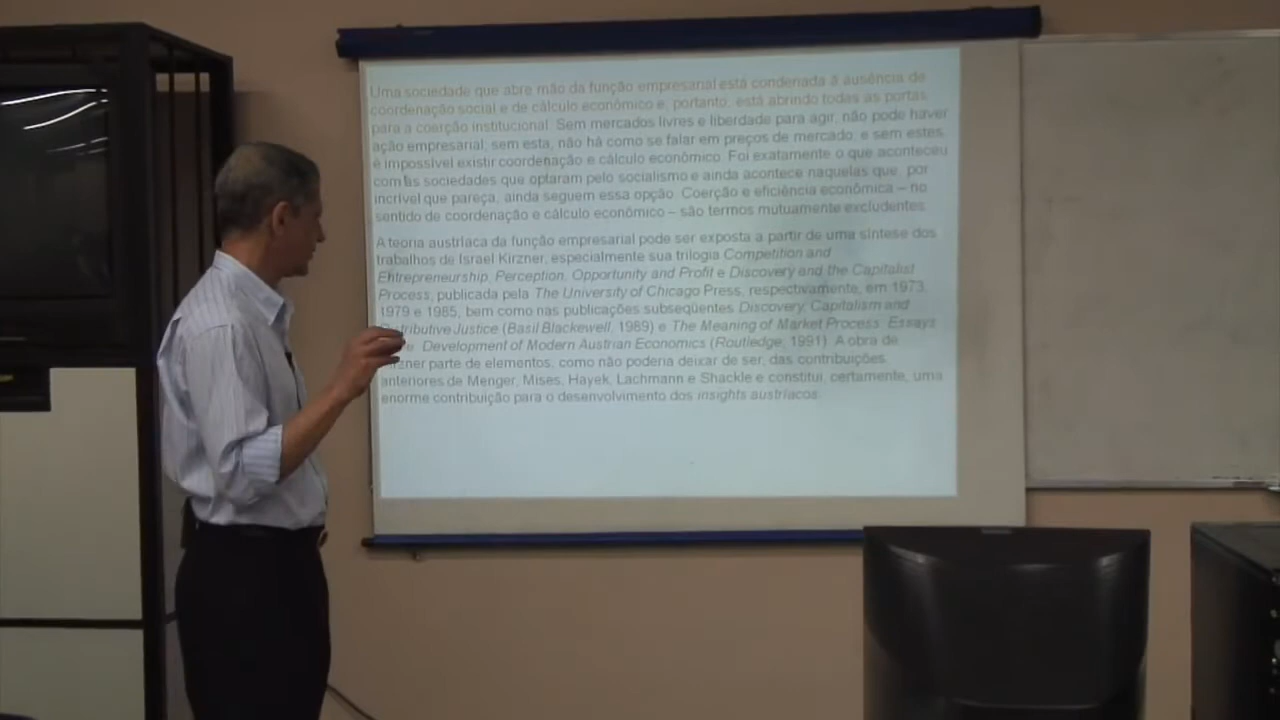 Uma sociedade que abre mão da função empresarial está condenada à ausência de
coordenação social e de cálculo econômico e, portanto, está abrindo todas as portas
para a coerção institucional. Sem mercados livres e liberdade para agir, não pode haver
ação empresarial; sem esta, não há como se falar em preços de mercado; e sem estes,
é impossível existir coordenação e cálculo econômico. Foi exatamente o que aconteceu
com as sociedades que optaram pelo socialismo e ainda acontece naquelas que, por
incrível que pareça, ainda seguem essa opção. Coerção e eficiência econômica – no
sentido de coordenação e cálculo econômico – são termos mutuamente excludentes.
A teoria austríaca da função empresarial pode ser exposta a partir de uma síntese dos
trabalhos de Israel Kirzner, especialmente sua trilogia Competition and
Entrepreneurship, Perception, Opportunity and Profit e Discovery and the Capitalist
Process, publicada pela The University of Chicago Press, respectivamente, em 1973,
1979 e 1985, bem como nas publicações subseqüentes Discovery, Capitalism and
Justice (Basil Blackewell, 1989) e The Meaning of Market Process: Essays
Development of Modern Austrian Economics (Routledge, 1991). A obra de
parte de elementos, como não poderia deixar de ser, das contribuições
anteriores de Menger, Mises, Hayek, Lachmann e Shackle e constitui, certamente, uma
enorme contribuição para o desenvolvimento dos insights austríacos.